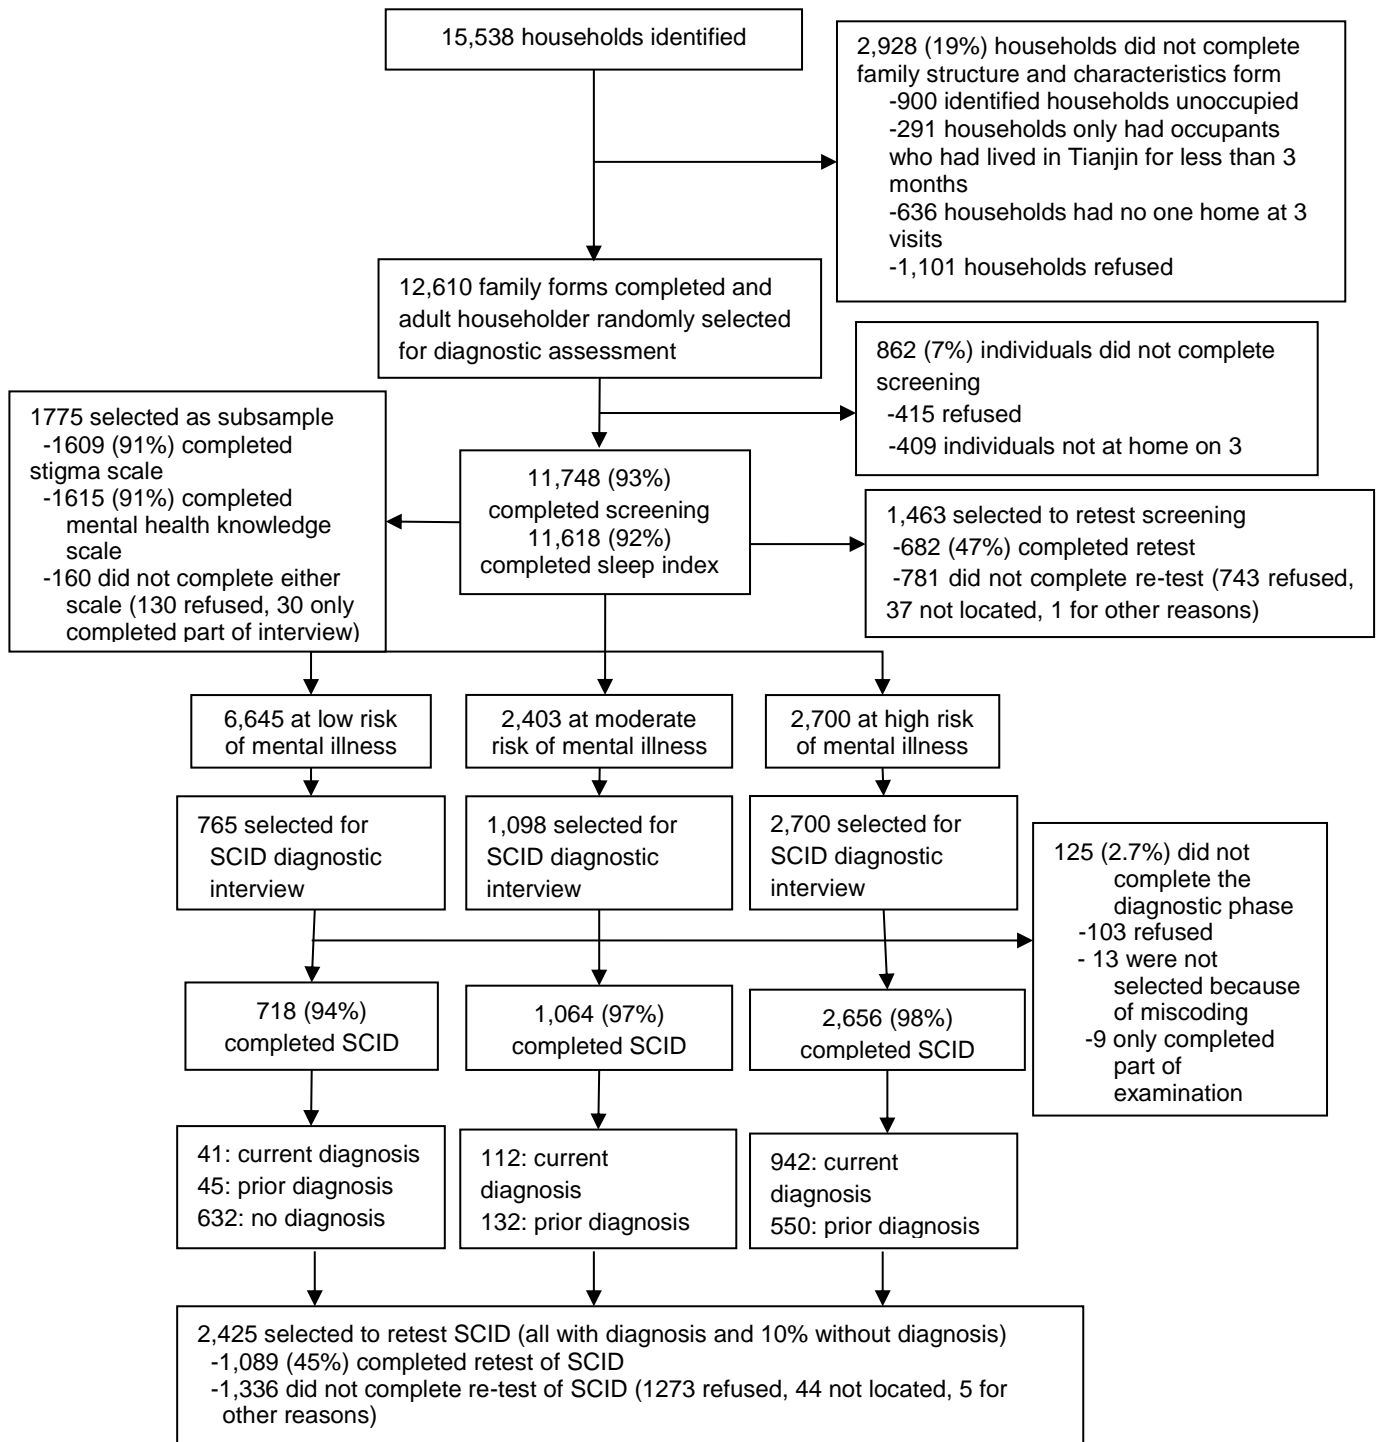 15,538 households identified
2,928 (19%) households did not complete
family structure and characteristics form
-900 identified households unoccupied
-291 households only had occupants
who had lived in Tianjin for less than 3
months
-636 households had no one home at 3
visits
-1,101 households refused
12,610 family forms completed and
adult householder randomly selected
for diagnostic assessment
862 (7%) individuals did not complete
screening
-415 refused
-409 individuals not at home on 3
1775 selected as subsample
-1609 (91%) completed
stigma scale
-1615 (91%) completed
mental health knowledge
scale
-160 did not complete either
scale (130 refused, 30 only
completed part of interview)
11,748 (93%)
completed screening
11,618 (92%)
completed sleep index
1,463 selected to retest screening
-682 (47%) completed retest
-781 did not complete re-test (743 refused,
37 not located, 1 for other reasons)
6,645 at low risk
of mental illness
2,403 at moderate
risk of mental illness
2,700 at high risk
of mental illness
765 selected for
SCID diagnostic
interview
1,098 selected for
SCID diagnostic
interview
2,700 selected for
SCID diagnostic
interview
125 (2.7%) did not
complete the
diagnostic phase
-103 refused
- 13 were not
selected because
of miscoding
-9 only completed
part of
examination
718 (94%)
completed SCID
1,064 (97%)
completed SCID
2,656 (98%)
completed SCID
41: current diagnosis
45: prior diagnosis
632: no diagnosis
112: current
diagnosis
132: prior diagnosis
942: current
diagnosis
550: prior diagnosis
2,425 selected to retest SCID (all with diagnosis and 10% without diagnosis)
-1,089 (45%) completed retest of SCID
-1,336 did not complete re-test of SCID (1273 refused, 44 not located, 5 for
other reasons)